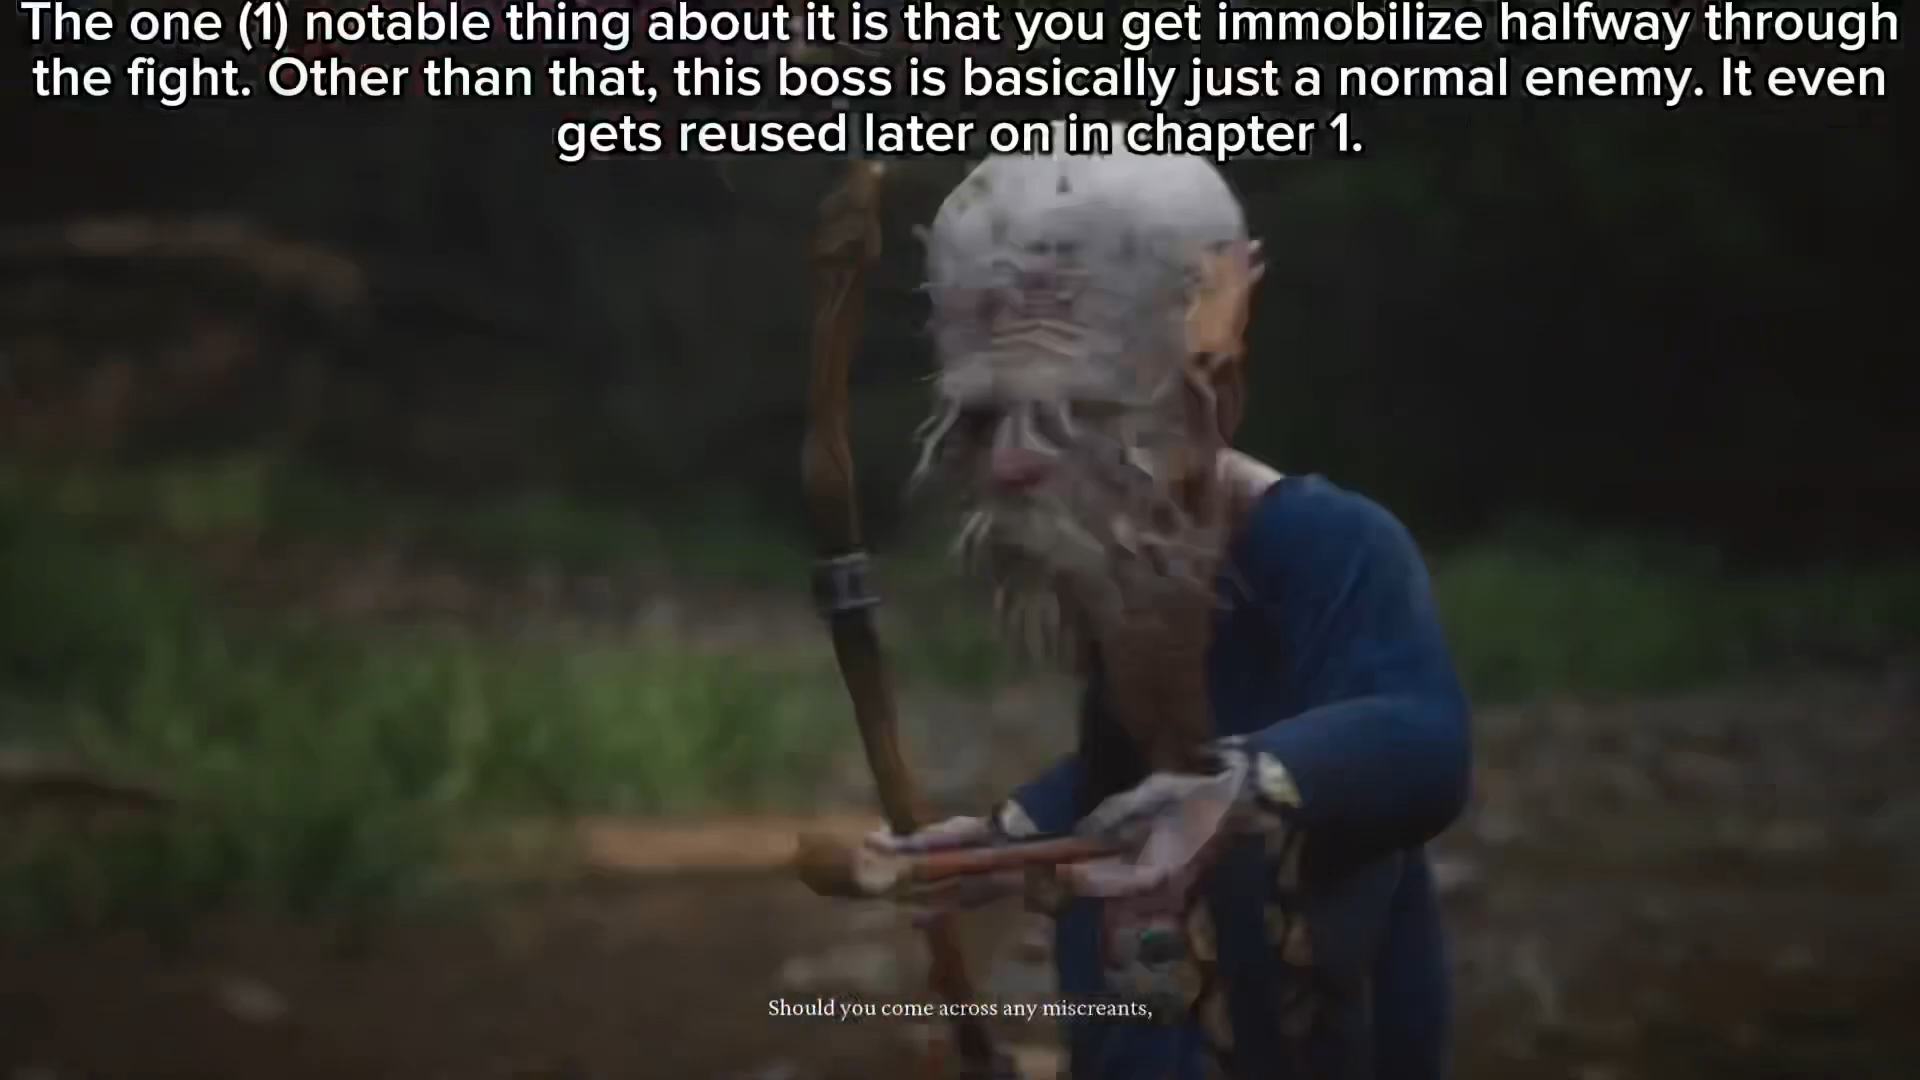 The one (1) notable thing about it is that you get immobilize halfway through
the fight. Other than that, this boss is basically just a normal enemy. It even
gets reused later on in chapter 1.
Should you come across any miscreants,